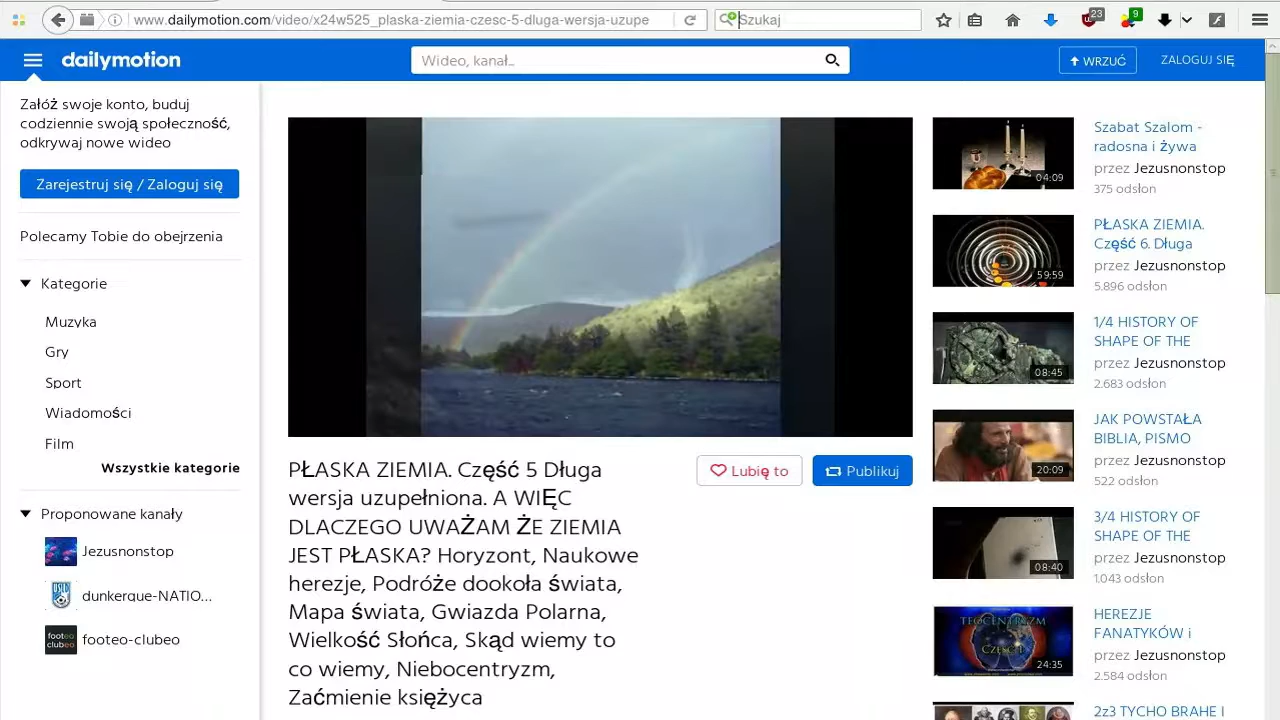 www.dailymotion.com/video/x24w525_plaska-ziemia-czesc-5-dluga-wersja-uzupe
Szukaj
23
9
dailymotion
Wideo, kanał..
WRZUĆ
ZALOGUJ SIĘ
Załóż swoje konto, buduj
codziennie swoją społeczność,
odkrywaj nowe wideo
Zarejestruj się / Zaloguj się
Polecamy Tobie do obejrzenia
Kategorie
Muzyka
Gry
Sport
Wiadomości
Film
Wszystkie kategorie
Proponowane kanały
Jezusnonstop
dunkerque-NATIO...
footeo
clubeo
footeo-clubeo
PŁASKA ZIEMIA. Część 5 Długa
wersja uzupełniona. A WIĘC
DLACZEGO UWAŻAM ŻE ZIEMIA
JEST PŁASKA? Horyzont, Naukowe
herezje, Podróże dookoła świata,
Mapa świata, Gwiazda Polarna,
Wielkość Słońca, Skąd wiemy to
co wiemy, Niebocentryzm,
Zaćmienie księżyca
Lubię to
Publikuj
04:09
Szabat Szalom -
radosna i żywa
przez Jezusnonstop
375 odsłon
59:59
PŁASKA ZIEMIA.
Część 6. Długa
przez Jezusnonstop
5.896 odsłon
08:45
1/4 HISTORY OF
SHAPE OF THE
przez Jezusnonstop
2.683 odsłon
20:09
JAK POWSTAŁA
BIBLIA, PISMO
przez Jezusnonstop
522 odsłon
08:40
3/4 HISTORY OF
SHAPE OF THE
przez Jezusnonstop
1.043 odsłon
TEOCENTRYZM
CZĘŚĆ 1
24:35
HEREZJE
FANATYKÓW i
przez Jezusnonstop
2.584 odsłon
2z3 TYCHO BRAHE I